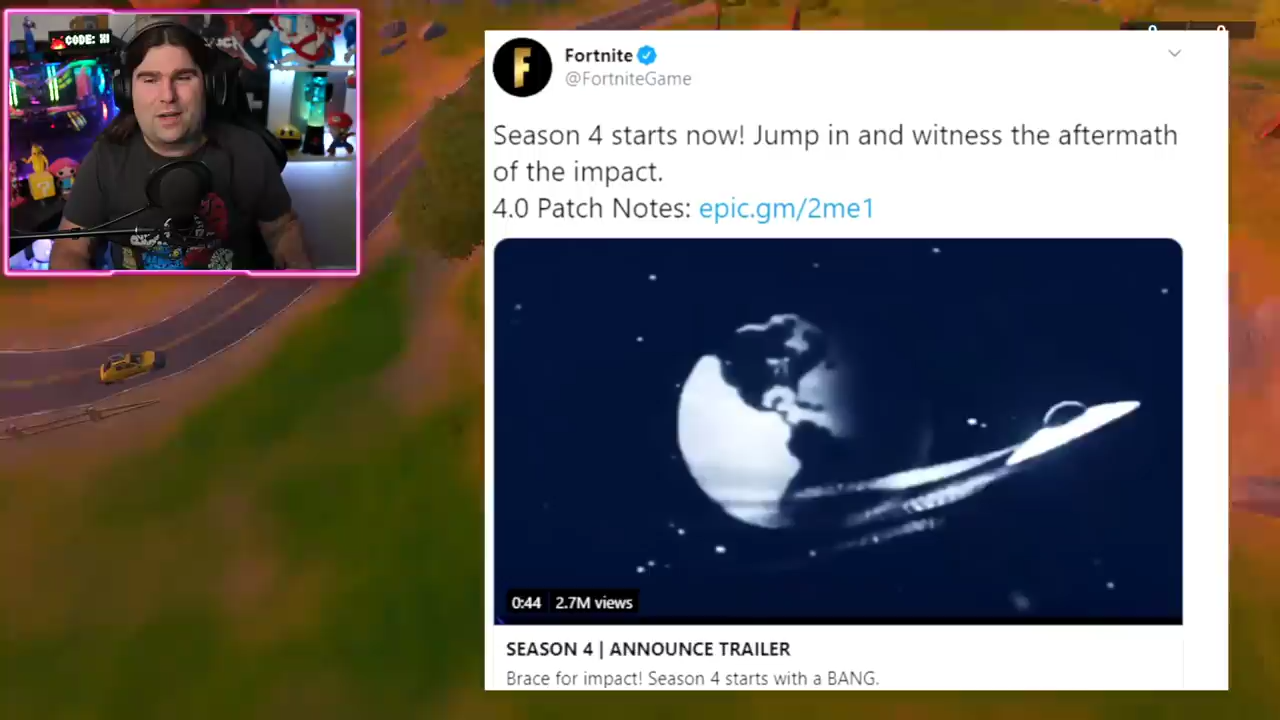 CODE: XI
Fortnite
@FortniteGame
Season 4 starts now! Jump in and witness the aftermath
of the impact.
4.0 Patch Notes: epic.gm/2me1
0:44 2.7M views
SEASON 4 | ANNOUNCE TRAILER
Brace for impact! Season 4 starts with a BANG.